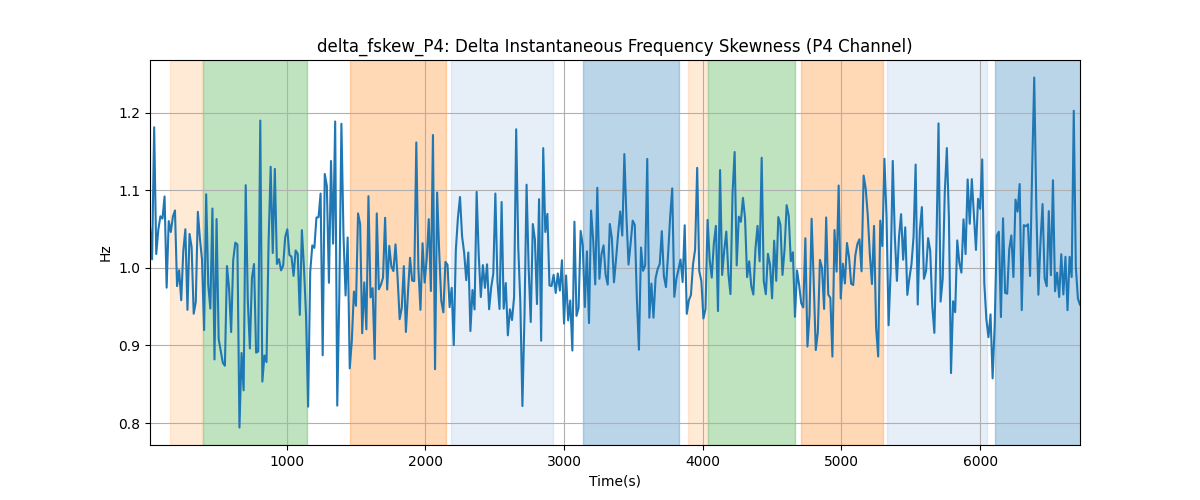 delta_fskew_P4: Delta Instantaneous Frequency Skewness (P4 Channel)
Hz
1.2
1.1
1.0
0.9
0.8
1000 2000 3000 4000 5000 6000
Time(s)